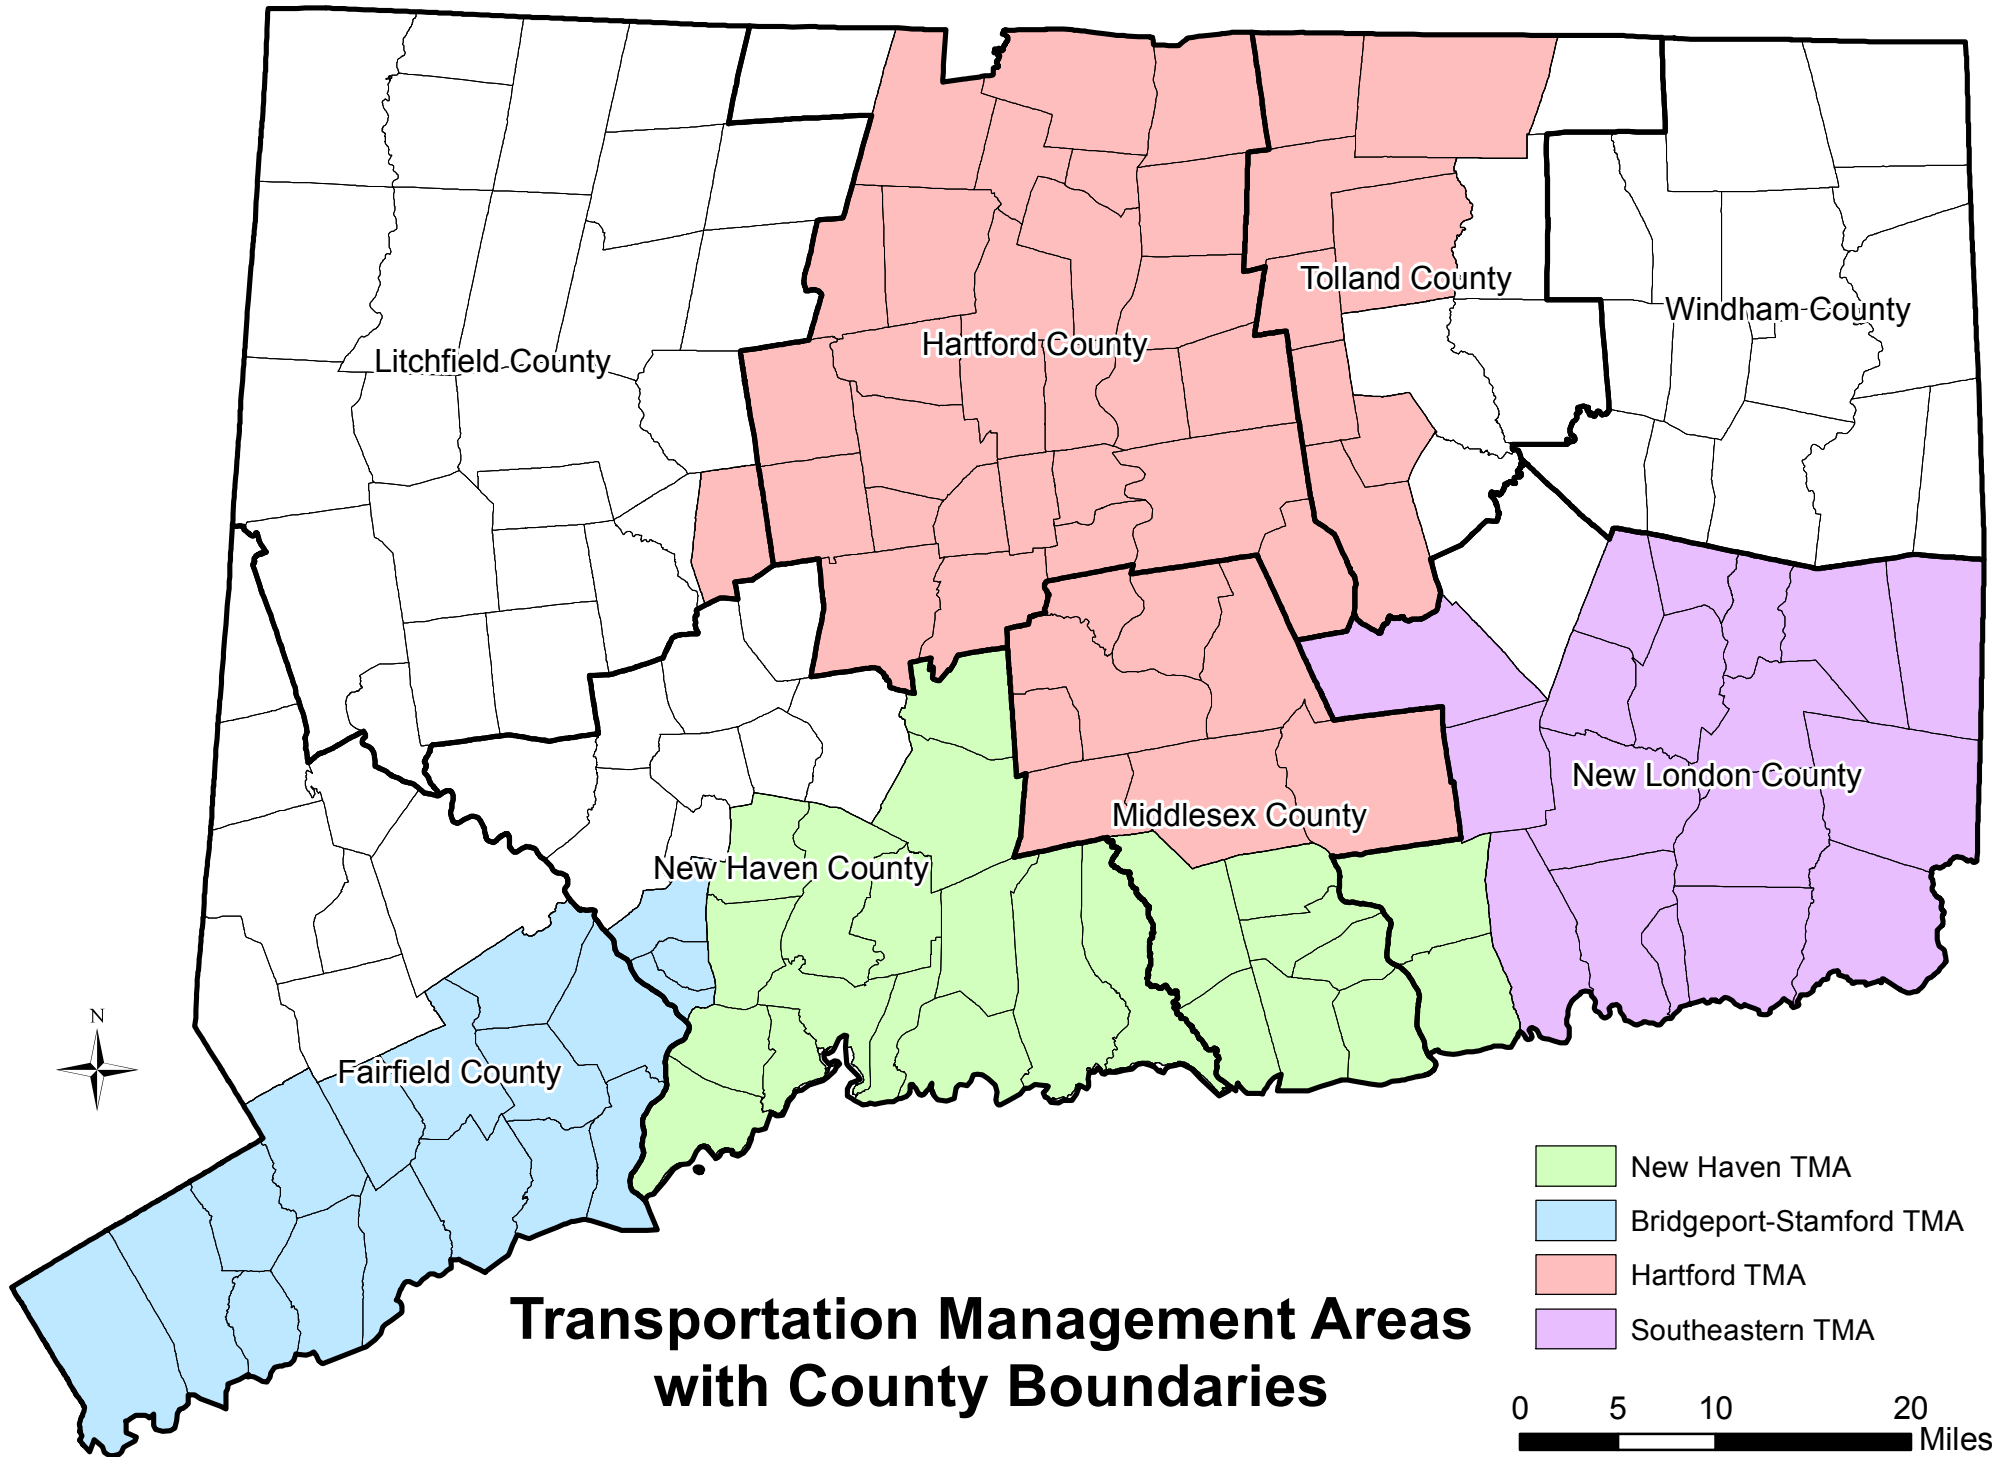 Tolland County
Windham County
Hartford County
Litchfield County
New London County
Middlesex County
New Haven County
N
Fairfield County
New Haven TMA
Bridgeport-Stamford TMA
Hartford TMA
Southeastern TMA
Transportation Management Areas
with County Boundaries
0 5 10 20
Miles